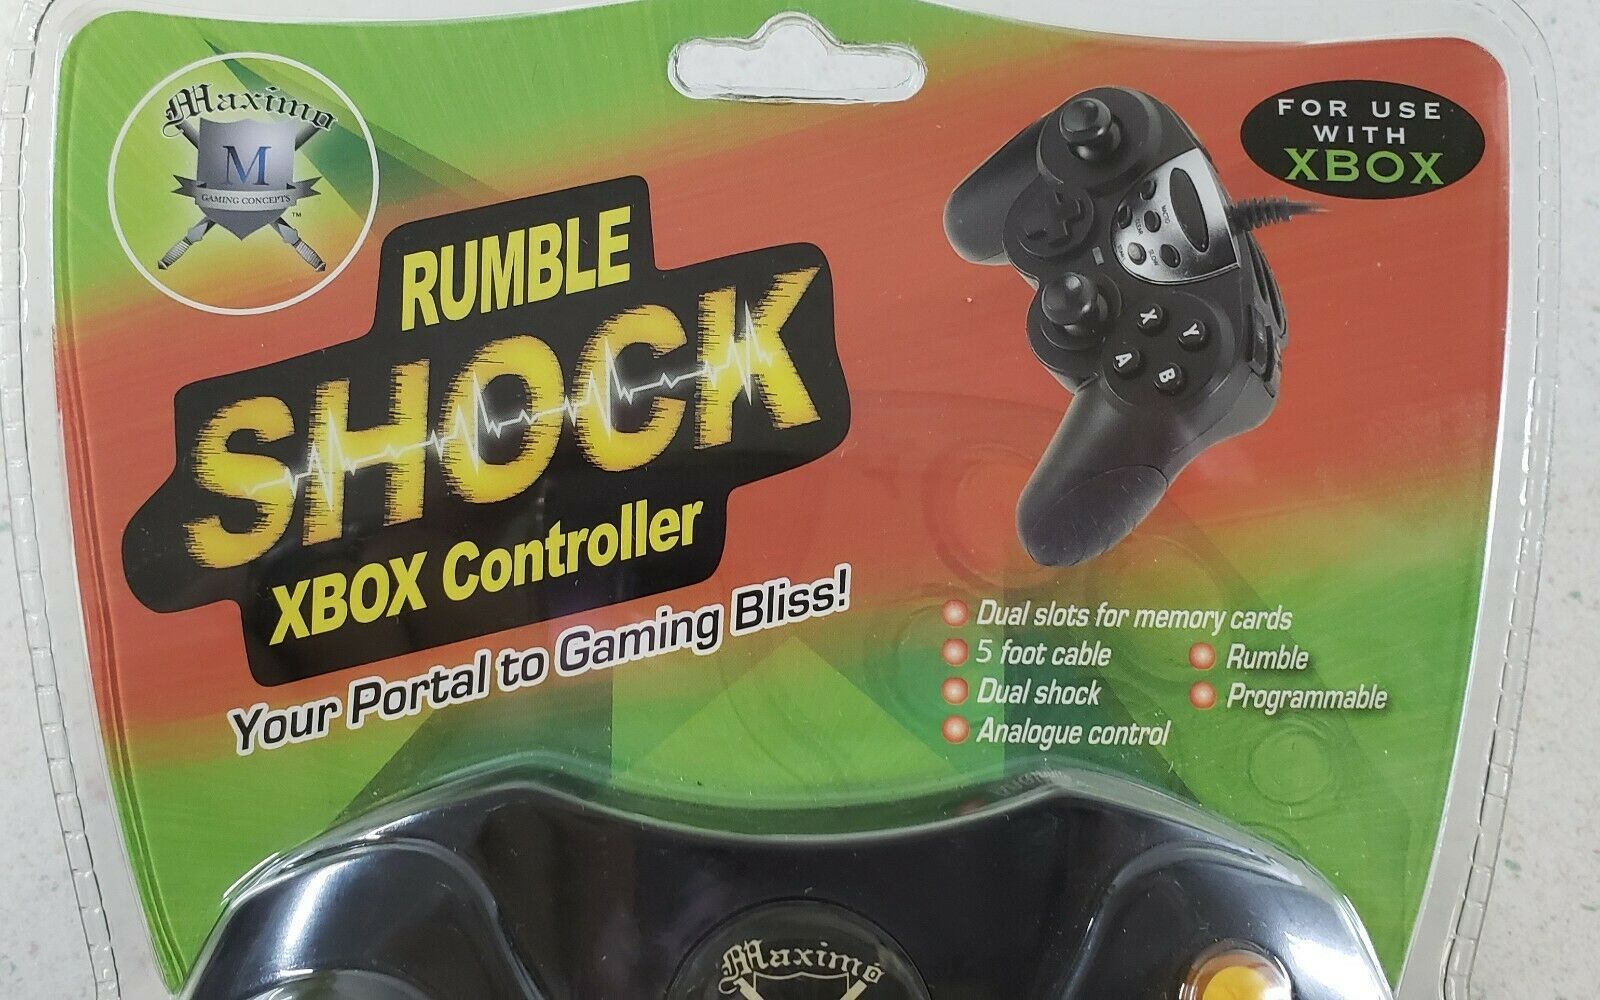 Maximo
M
GAMING CONCEPTS
™
FOR USE
WITH
XBOX
RUMBLE
SHOCK
XBOX Controller
Your Portal to Gaming Bliss!
X
Y
A
B
Dual slots for memory cards
5 foot cable
Rumble
Dual shock
Programmable
Analogue control
Maximo